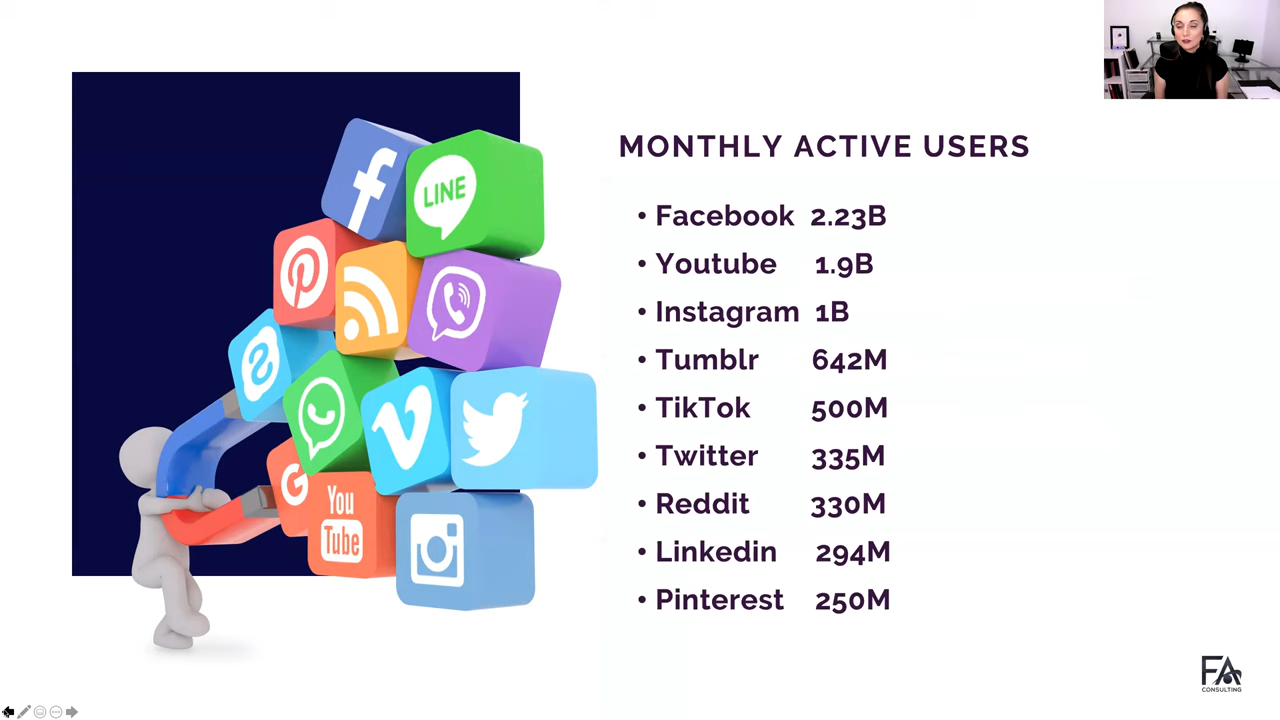 MONTHLY ACTIVE USERS
• Facebook 2.23B
• Youtube 1.9B
• Instagram 1B
• Tumblr 642M
• TikTok 500M
• Twitter 335M
• Reddit 330M
• Linkedin 294M
• Pinterest 250M
LINE
G
You
Tube
FA
CONSULTING